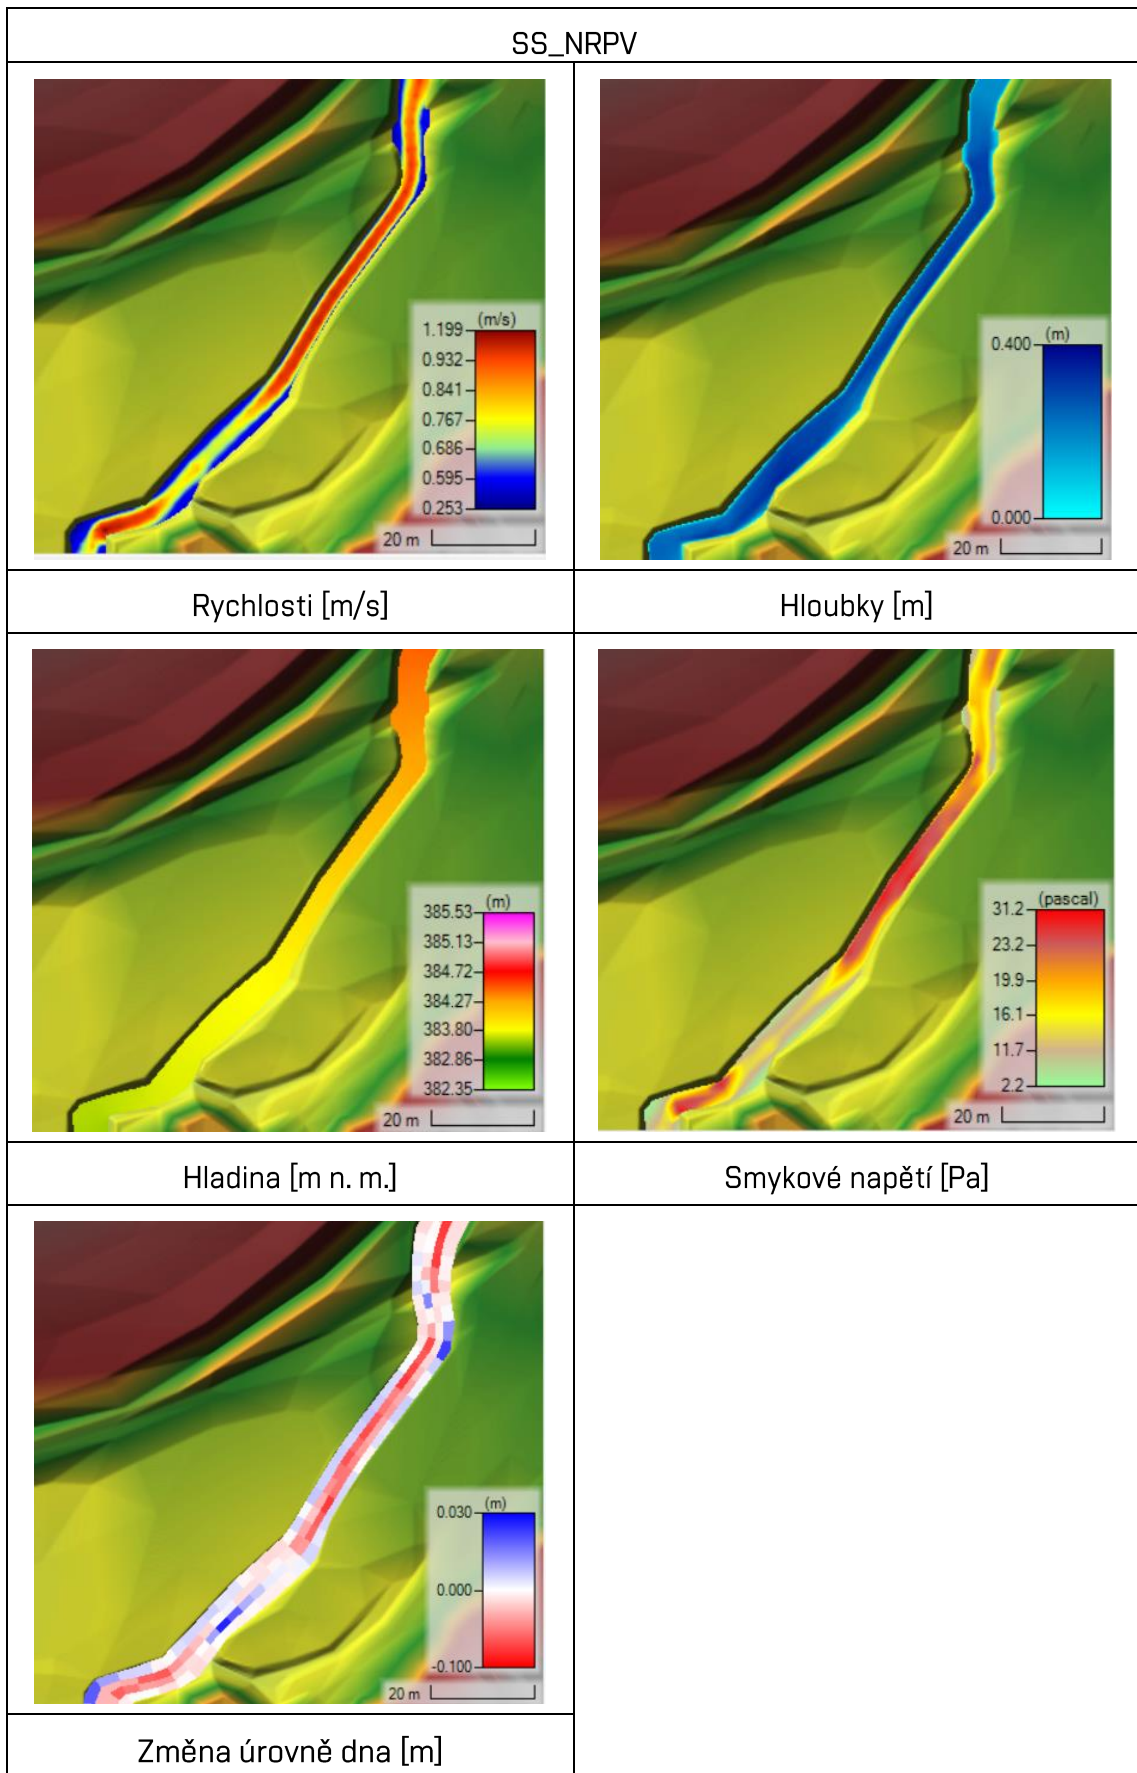 SS_NRPV
(m/s)
1.199
0.932
0.841
0.767
0.686
0.595
0.253
20 m
(m)
0.400
0.000
20 m
Rychlosti [m/s]
Hloubky [m]
(m)
385.53
385.13
384.72
384.27
383.80
382.86
382.35
20 m
(pascal)
31.2
23.2
19.9
16.1
11.7
2.2
20 m
Hladina [m n. m.]
Smykové napětí [Pa]
(m)
0.030
0.000
-0.100
20 m
Změna úrovně dna [m]